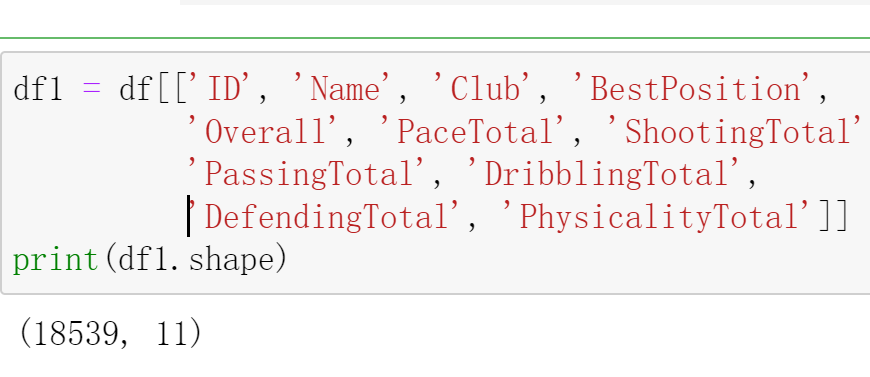 df1 = df[['ID', 'Name', 'Club', 'BestPosition',
'Overall', 'PaceTotal', 'ShootingTotal'
'PassingTotal', 'DribblingTotal',
'DefendingTotal', 'PhysicalityTotal']]
print(df1.shape)
(18539, 11)